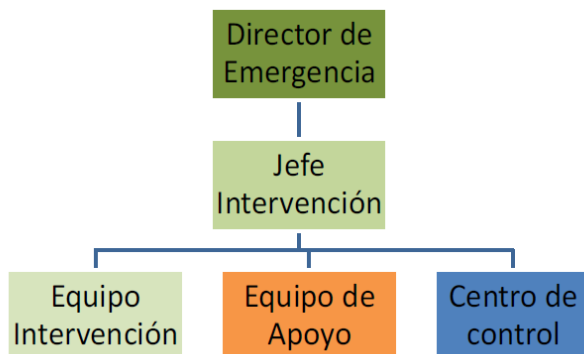 Director de
Emergencia
Jefe
Intervención
Equipo
Intervención
Equipo de
Apoyo
Centro de
control